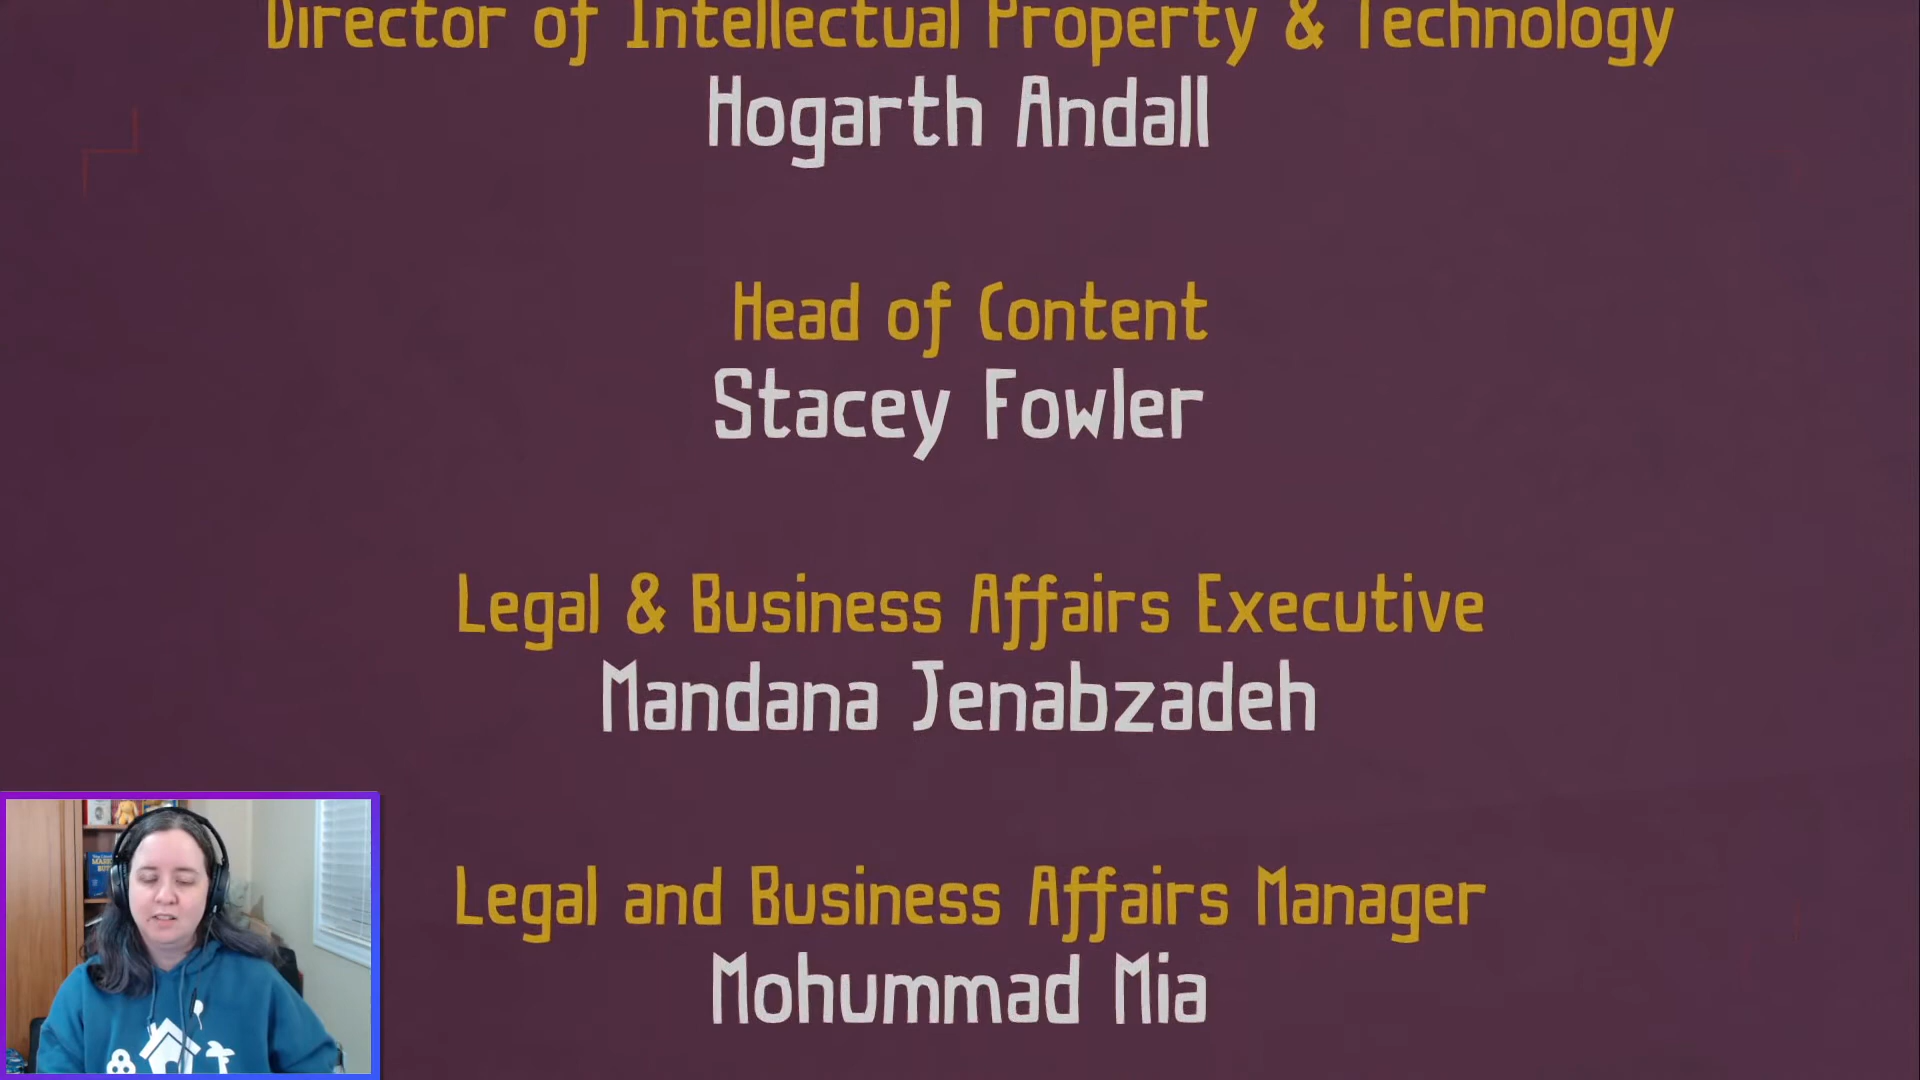 Director of Intellectual Property & Technology
Hogarth Andall
Head of Content
Stacey Fowler
Legal & Business Affairs Executive
Mandana Jenabzadeh
Legal and Business Affairs Manager
Mohummad Mia